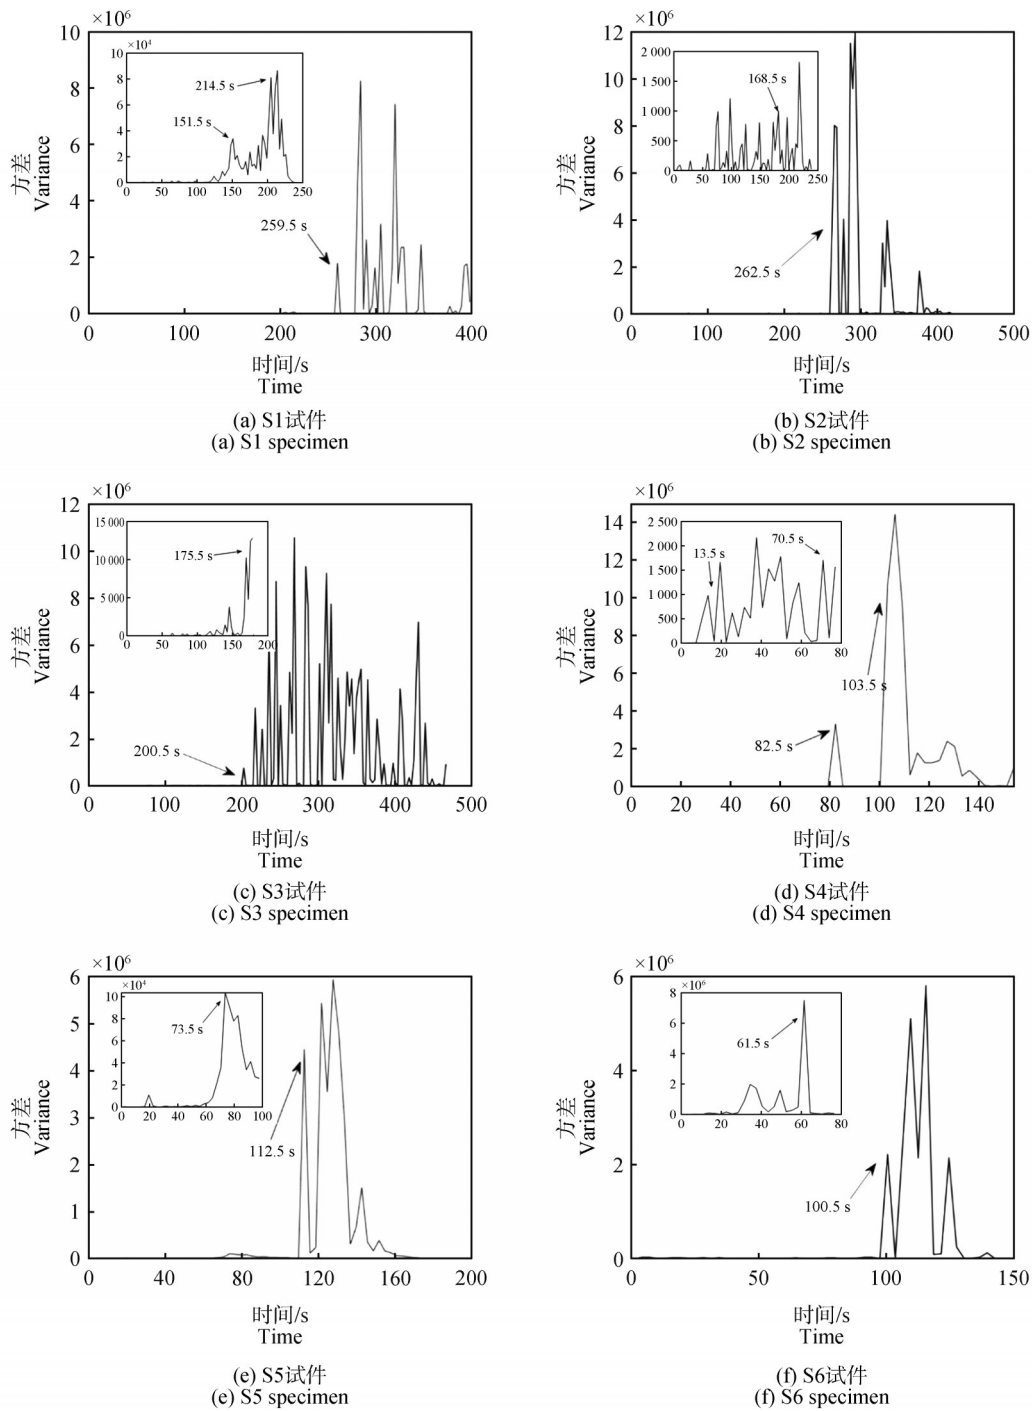 ×10⁶
10
8
6
4
2
0
0
100
200
300
400
方差
Variance
时间/s
Time
×10⁴
10
8
6
4
2
0
0
50
100
150
200
250
214.5 s
151.5 s
259.5 s
(a) S1试件
(a) S1 specimen
×10⁶
12
10
8
6
4
2
0
0
100
200
300
400
500
方差
Variance
时间/s
Time
2 000
1 500
1 000
500
0
0
50
100
150
200
250
168.5 s
262.5 s
(b) S2试件
(b) S2 specimen
×10⁶
12
10
8
6
4
2
0
0
100
200
300
400
500
方差
Variance
时间/s
Time
15 000
10 000
5 000
0
0
50
100
150
200
175.5 s
200.5 s
(c) S3试件
(c) S3 specimen
×10⁶
14
12
10
8
6
4
2
0
0
20
40
60
80
100
120
140
方差
Variance
时间/s
Time
2 500
2 000
1 500
1 000
500
0
0
20
40
60
80
13.5 s
70.5 s
103.5 s
82.5 s
(d) S4试件
(d) S4 specimen
×10⁶
6
5
4
3
2
1
0
0
40
80
120
160
200
方差
Variance
时间/s
Time
×10⁴
10
8
6
4
2
0
0
20
40
60
80
100
73.5 s
112.5 s
(e) S5试件
(e) S5 specimen
×10⁶
6
4
2
0
0
50
100
150
方差
Variance
时间/s
Time
×10⁶
8
6
4
2
0
0
20
40
60
80
61.5 s
100.5 s
(f) S6试件
(f) S6 specimen